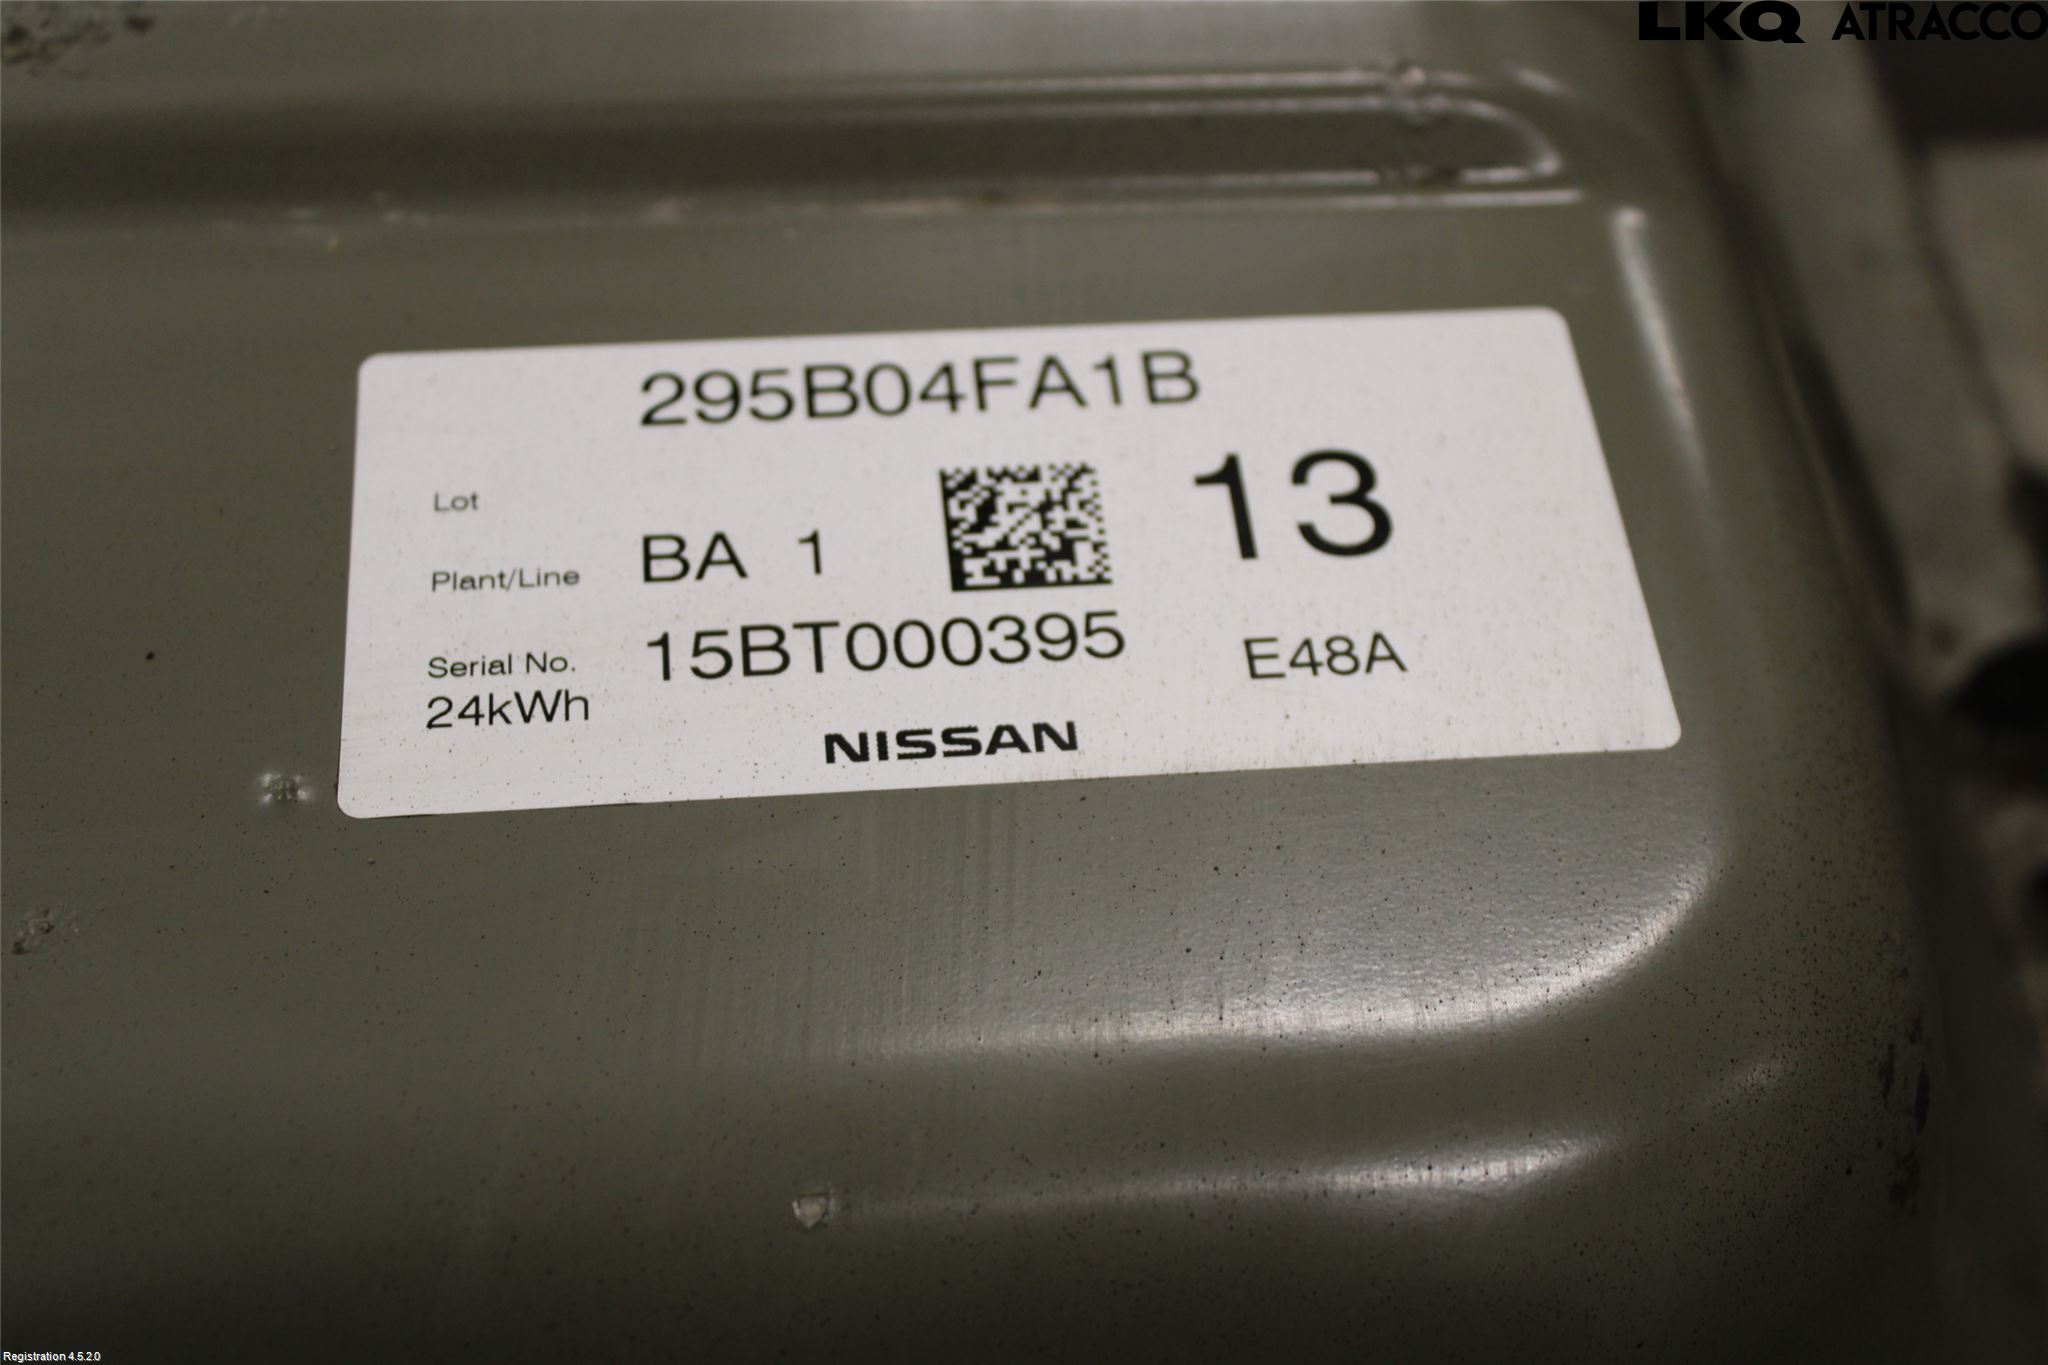 LKQ ATRACCO
295B04FA1B
Lot
13
Plant/Line BA 1
Serial No. 15BT000395 E48A
24kWh
NISSAN
Registration 4.5.2.0